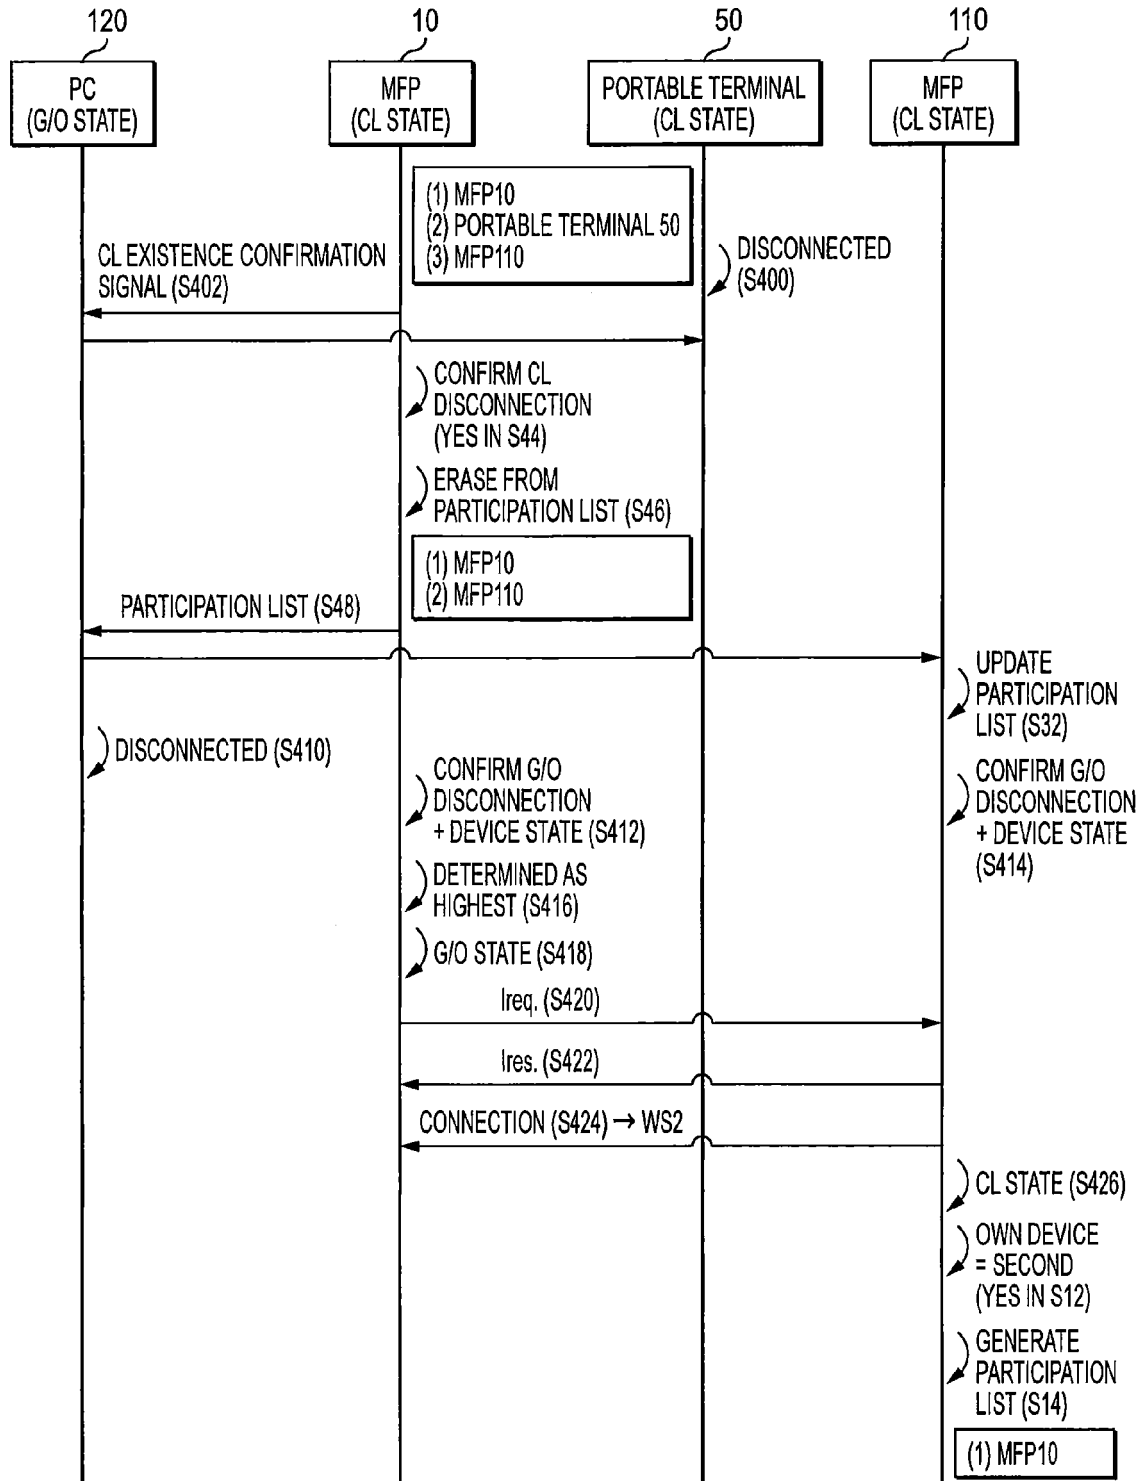 120
10
50
110
PC
(G/O STATE)
MFP
(CL STATE)
PORTABLE TERMINAL
(CL STATE)
MFP
(CL STATE)
(1) MFP10
(2) PORTABLE TERMINAL 50
(3) MFP110
DISCONNECTED
(S400)
CL EXISTENCE CONFIRMATION
SIGNAL (S402)
CONFIRM CL
DISCONNECTION
(YES IN S44)
ERASE FROM
PARTICIPATION LIST (S46)
(1) MFP10
(2) MFP110
PARTICIPATION LIST (S48)
UPDATE
PARTICIPATION
LIST (S32)
DISCONNECTED (S410)
CONFIRM G/O
DISCONNECTION
+ DEVICE STATE (S412)
CONFIRM G/O
DISCONNECTION
+ DEVICE STATE
(S414)
DETERMINED AS
HIGHEST (S416)
G/O STATE (S418)
Ireq. (S420)
Ires. (S422)
CONNECTION (S424) → WS2
CL STATE (S426)
OWN DEVICE
= SECOND
(YES IN S12)
GENERATE
PARTICIPATION
LIST (S14)
(1) MFP10